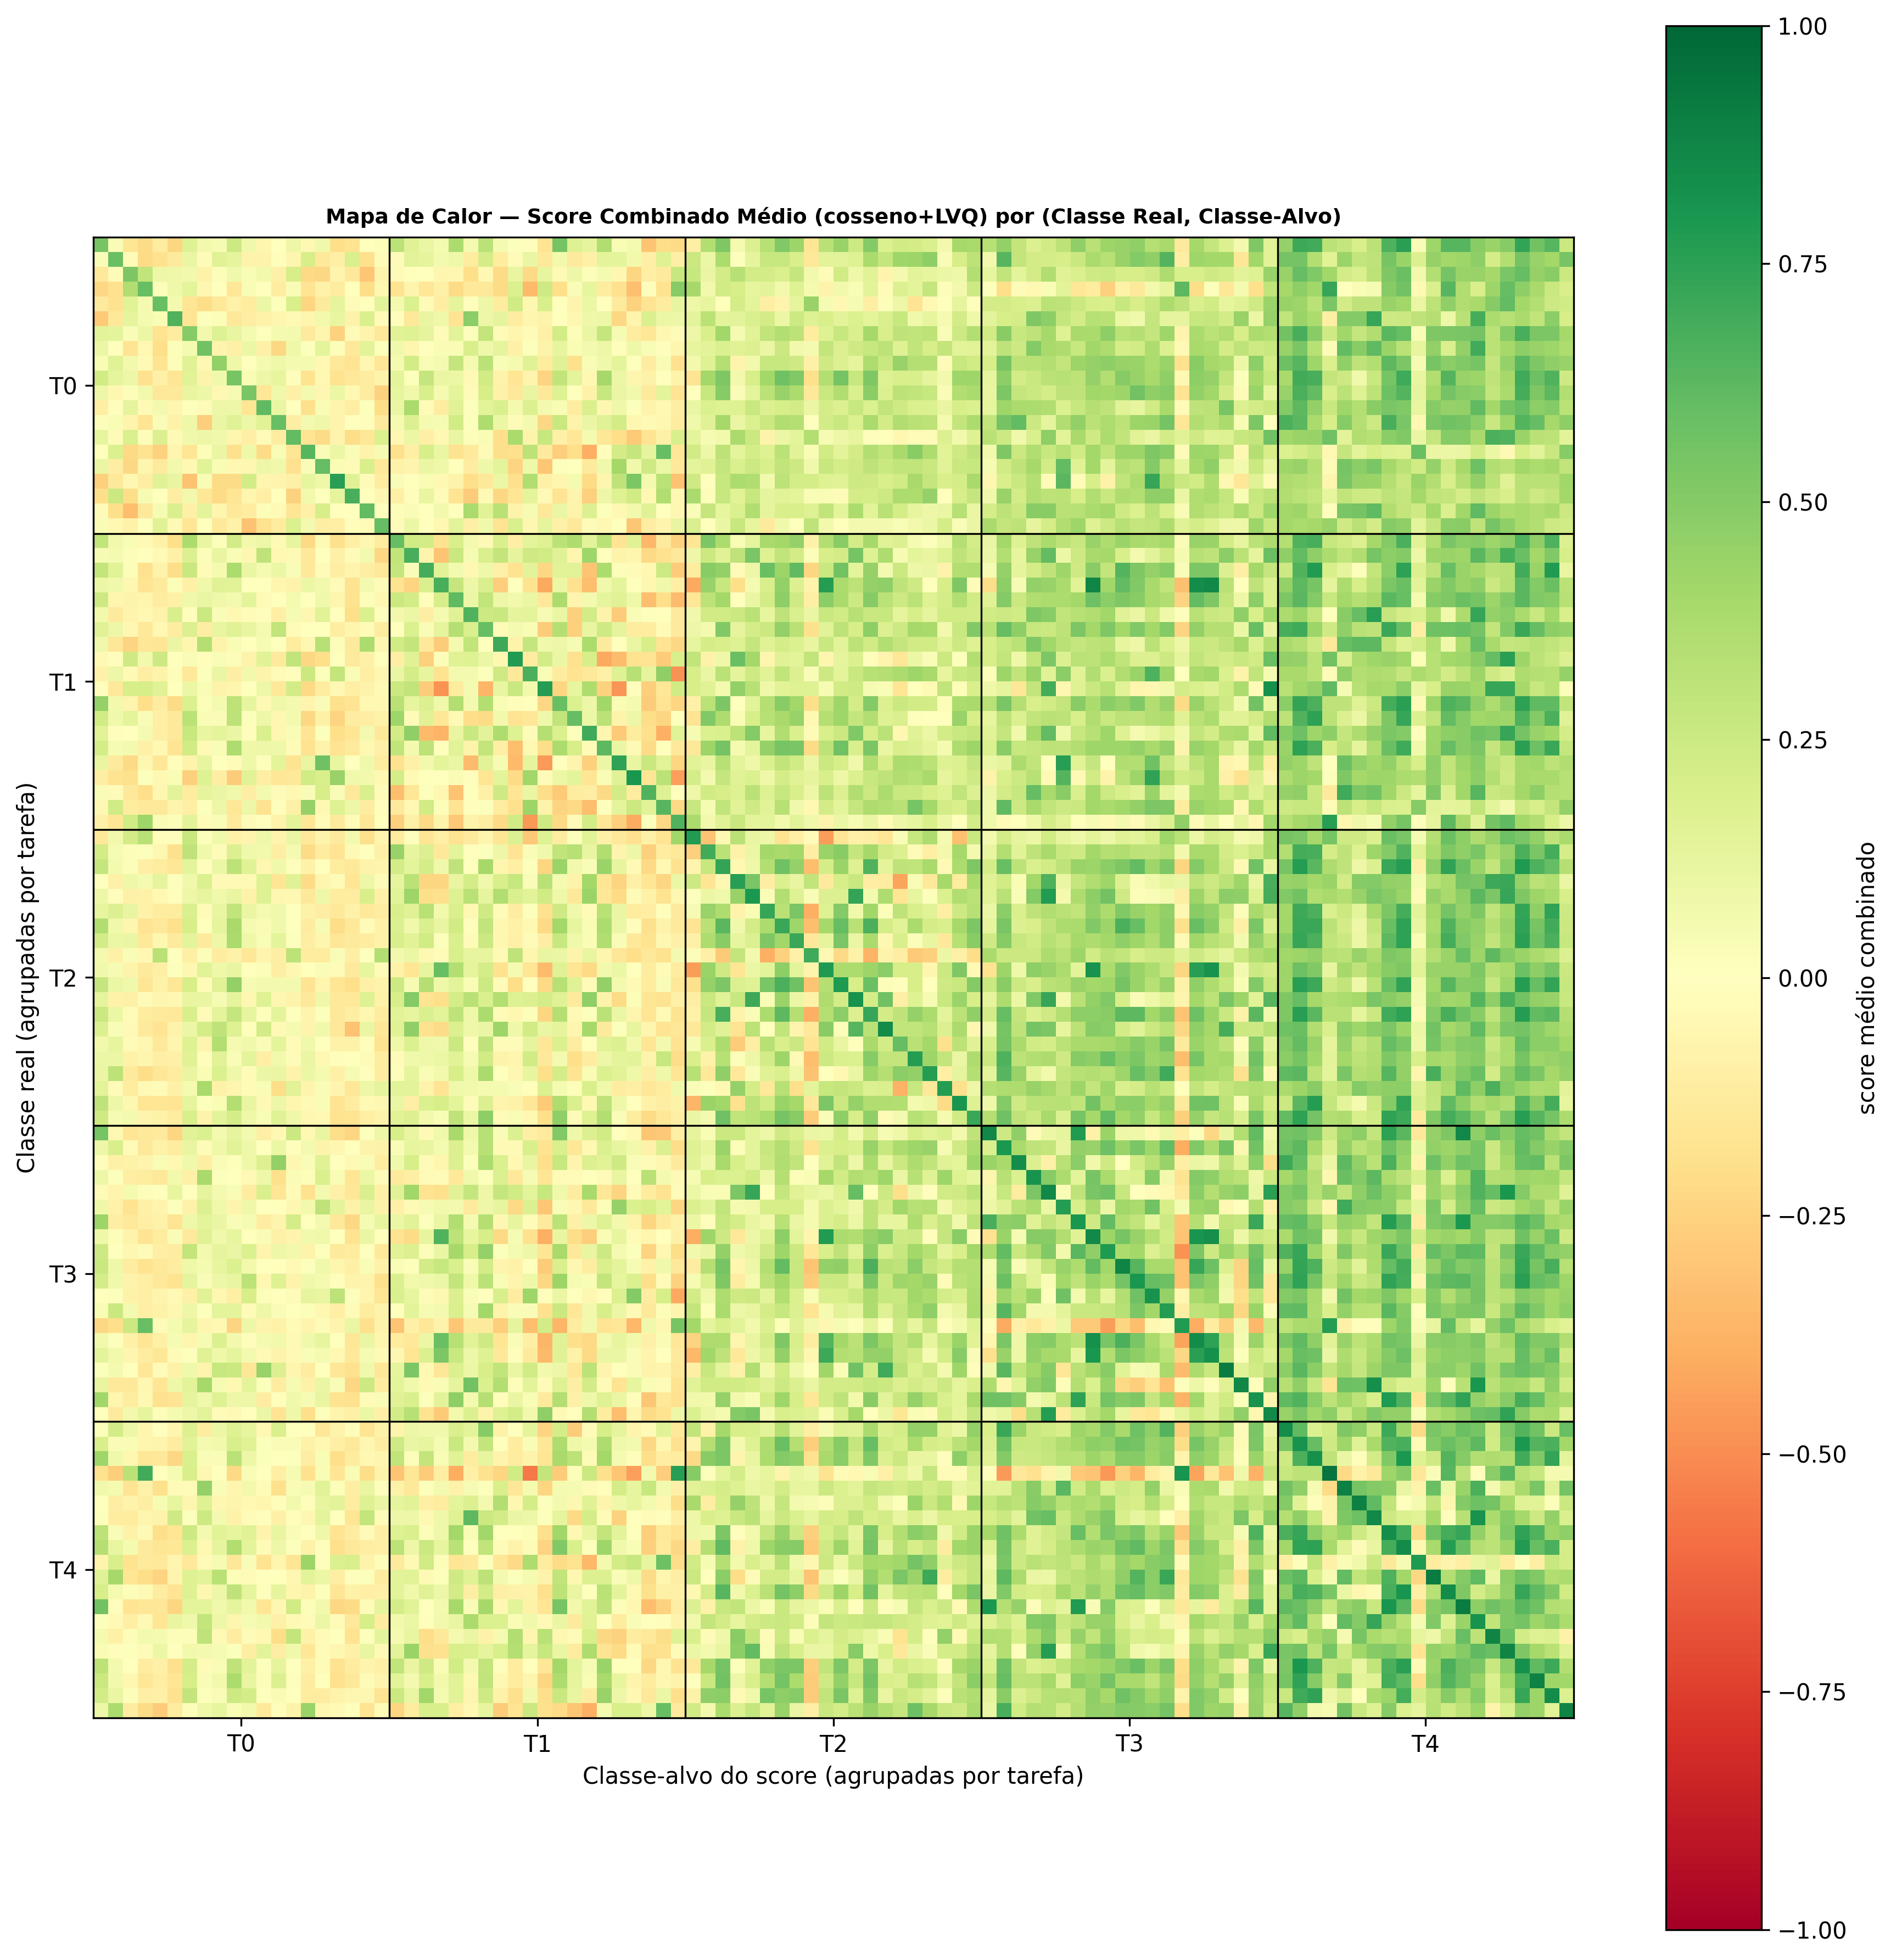 Mapa de Calor — Score Combinado Médio (cosseno+LVQ) por (Classe Real, Classe-Alvo)
Classe real (agrupadas por tarefa)
T0
T1
T2
T3
T4
T0 T1 T2 T3 T4
Classe-alvo do score (agrupadas por tarefa)
1.00
0.75
0.50
0.25
0.00
−0.25
−0.50
−0.75
−1.00
score médio combinado